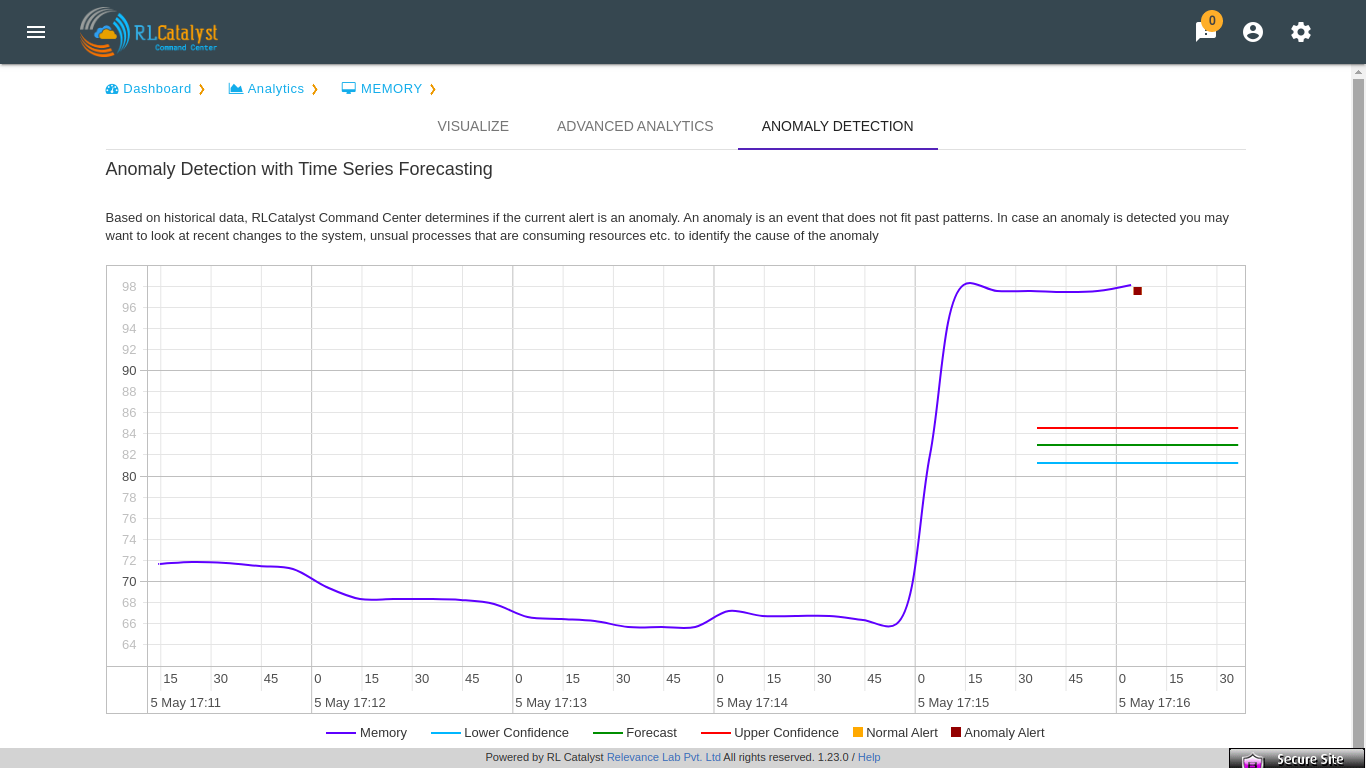 0
RLCatalyst
Command Center
Dashboard ❯ Analytics ❯ MEMORY ❯
VISUALIZE ADVANCED ANALYTICS ANOMALY DETECTION
Anomaly Detection with Time Series Forecasting
Based on historical data, RLCatalyst Command Center determines if the current alert is an anomaly. An anomaly is an event that does not fit past patterns. In case an anomaly is detected you may
want to look at recent changes to the system, unusual processes that are consuming resources etc. to identify the cause of the anomaly
98
96
94
92
90
88
86
84
82
80
78
76
74
72
70
68
66
64
15 30 45 0 15 30 45 0 15 30 45 0 15 30 45 0 15 30 45 0 15 30
5 May 17:11 5 May 17:12 5 May 17:13 5 May 17:14 5 May 17:15 5 May 17:16
Memory Lower Confidence Forecast Upper Confidence Normal Alert Anomaly Alert
Powered by RL Catalyst Relevance Lab Pvt. Ltd All rights reserved. 1.23.0 / Help
Secure Site